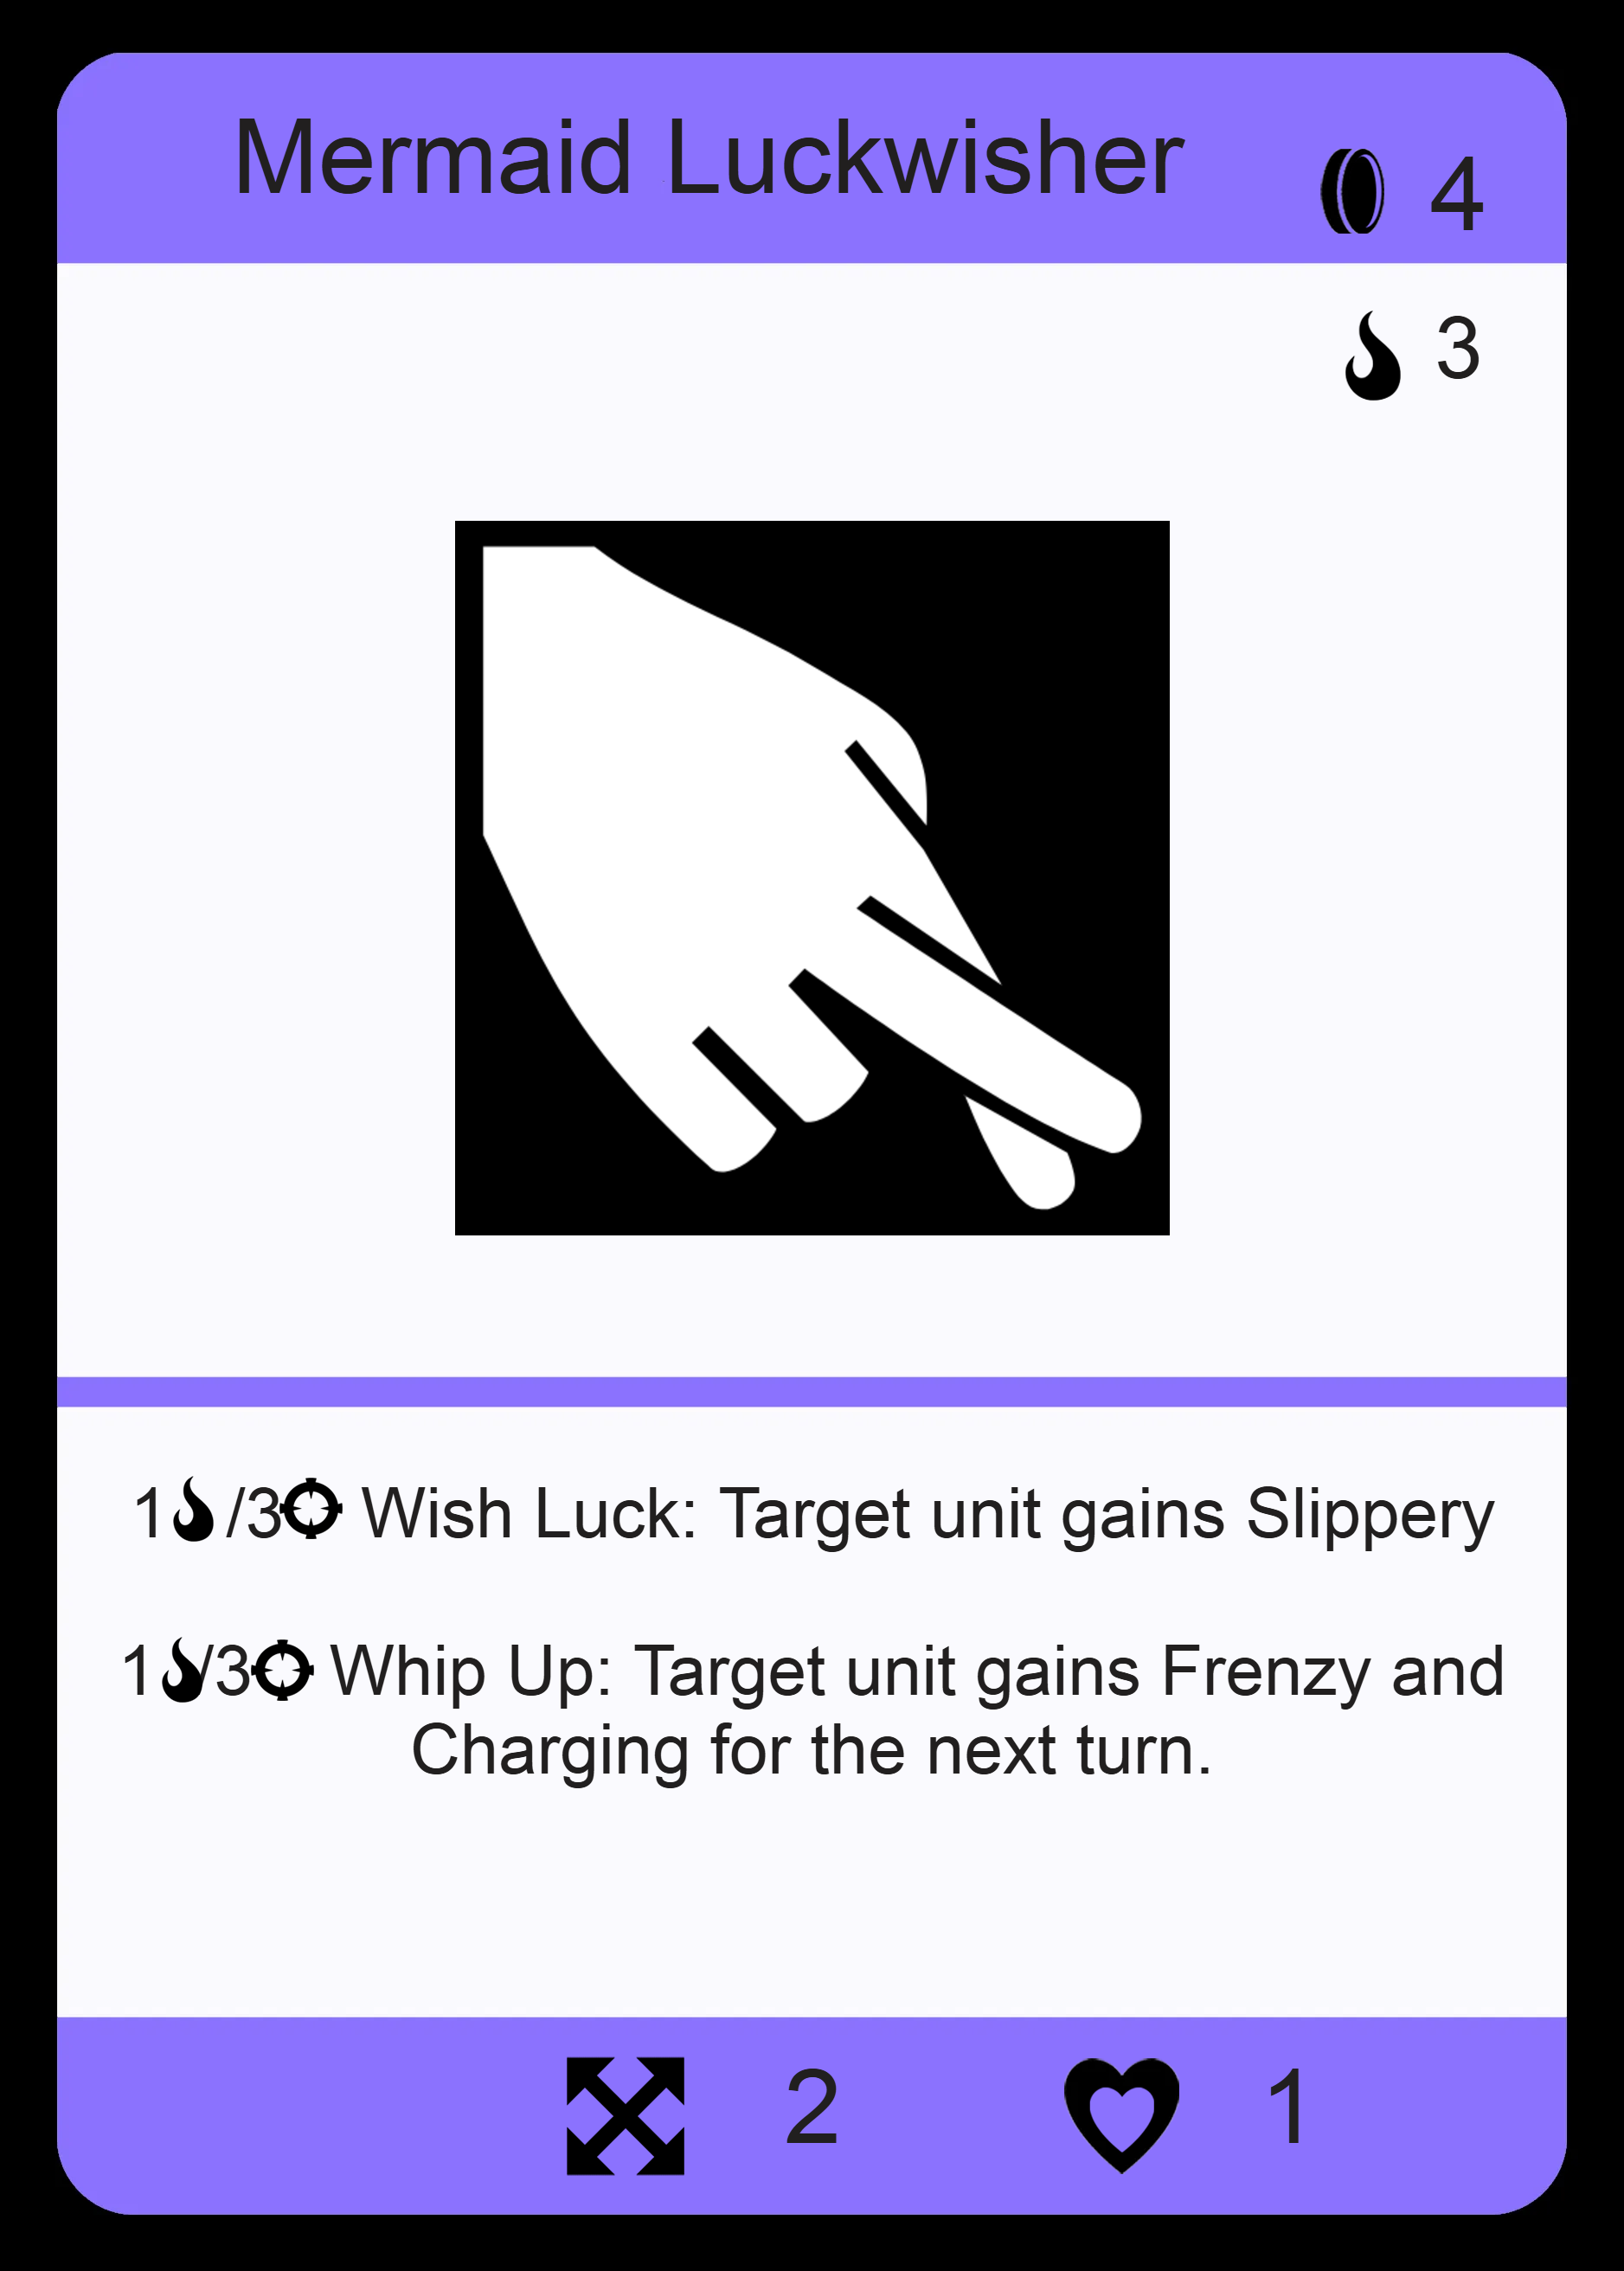 Mermaid Luckwisher 4
3
1 /3 Wish Luck: Target unit gains Slippery
1 /3 Whip Up: Target unit gains Frenzy and
Charging for the next turn.
2 1